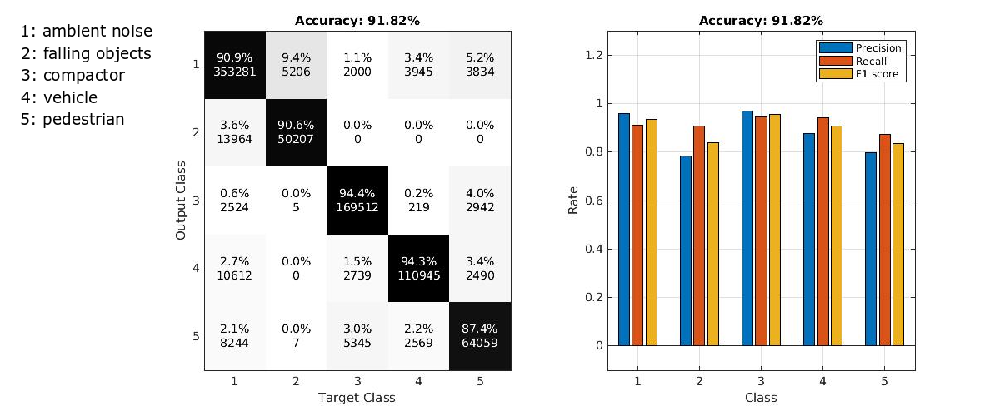 1: ambient noise
2: falling objects
3: compactor
4: vehicle
5: pedestrian
Accuracy: 91.82%
Output Class
1
90.9% 9.4% 1.1% 3.4% 5.2%
353281 5206 2000 3945 3834
2
3.6% 90.6% 0.0% 0.0% 0.0%
13964 50207 0 0 0
3
0.6% 0.0% 94.4% 0.2% 4.0%
2524 5 169512 219 2942
4
2.7% 0.0% 1.5% 94.3% 3.4%
10612 0 2739 110945 2490
5
2.1% 0.0% 3.0% 2.2% 87.4%
8244 7 5345 2569 64059
1 2 3 4 5
Target Class
Accuracy: 91.82%
Precision
Recall
F1 score
Rate
1.2
1
0.8
0.6
0.4
0.2
0
1 2 3 4 5
Class